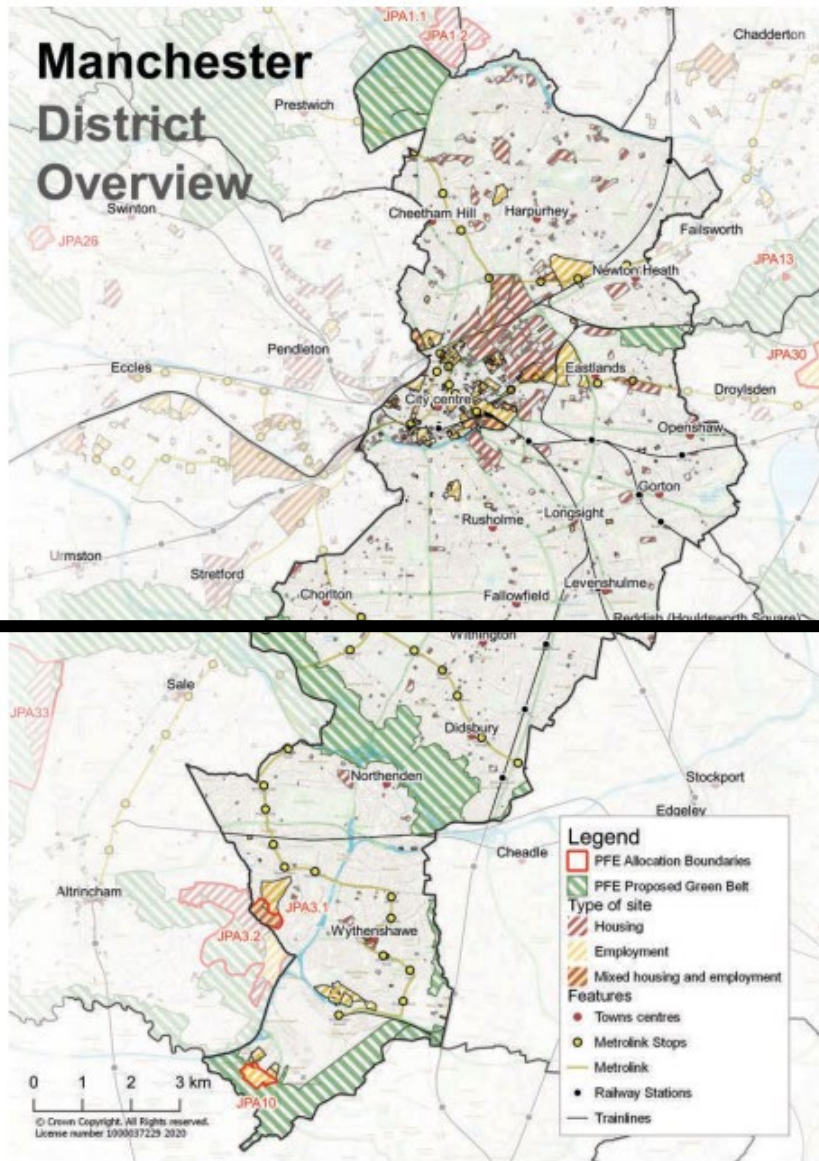 Manchester
District
Overview
JPA1.1
JPA1.2
Chadderton
Prestwich
Swinton
Cheetham Hill
Harpurhey
Failsworth
JPA26
JPA13
Newton Heath
Pendleton
Eccles
Eastlands
JPA30
Droylsden
City centre
Openshaw
Gorton
Rusholme
Longsight
Urmston
Stretford
Chorlton
Fallowfield
Levenshulme
Reddish (Houldsworth Square)
Withington
Sale
JPA33
Didsbury
Northenden
Stockport
Edgeley
Cheadle
Altrincham
JPA3.1
JPA3.2
Wythenshawe
JPA10
Legend
PFE Allocation Boundaries
PFE Proposed Green Belt
Type of site
Housing
Employment
Mixed housing and employment
Features
Towns centres
Metrolink Stops
Metrolink
Railway Stations
Trainlines
0 1 2 3 km
© Crown Copyright. All Rights reserved.
License number 1000037229 2020